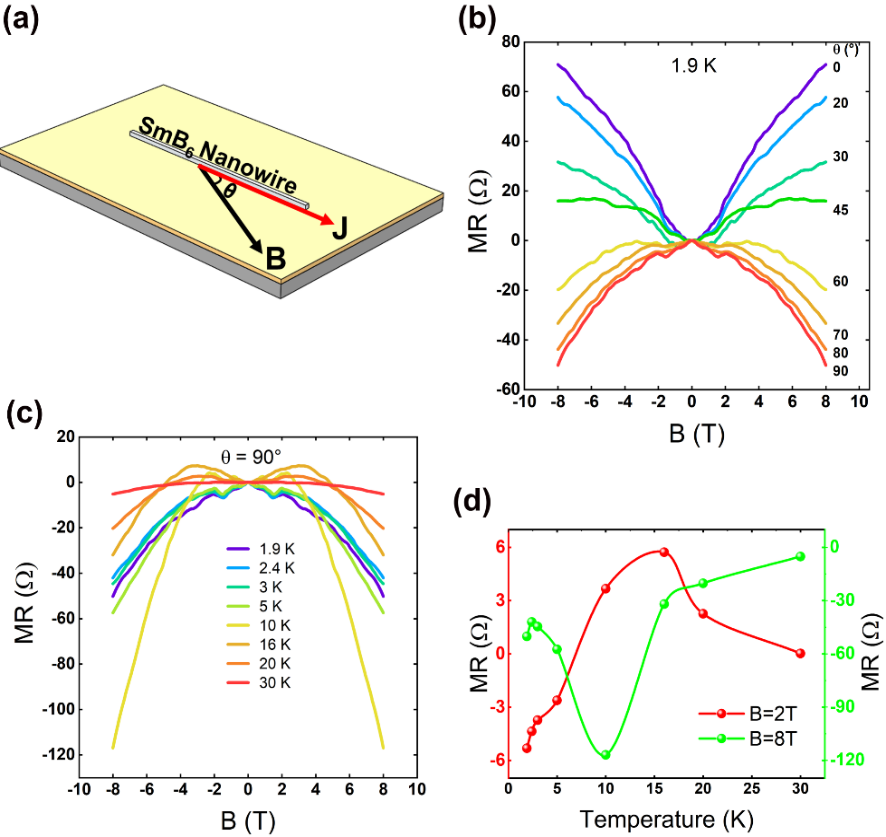 (a)
SmB6 Nanowire
θ
J
B
(b)
80
60
40
20
0
-20
-40
-60
MR (Ω)
1.9 K
θ (°)
0
20
30
45
60
70
80
90
-10 -8 -6 -4 -2 0 2 4 6 8 10
B (T)
(c)
20
0
-20
-40
-60
-80
-100
-120
MR (Ω)
θ = 90°
1.9 K
2.4 K
3 K
5 K
10 K
16 K
20 K
30 K
-10 -8 -6 -4 -2 0 2 4 6 8 10
B (T)
(d)
6
3
0
-3
-6
MR (Ω)
B=2T
B=8T
0
-30
-60
-90
-120
MR (Ω)
0 5 10 15 20 25 30
Temperature (K)